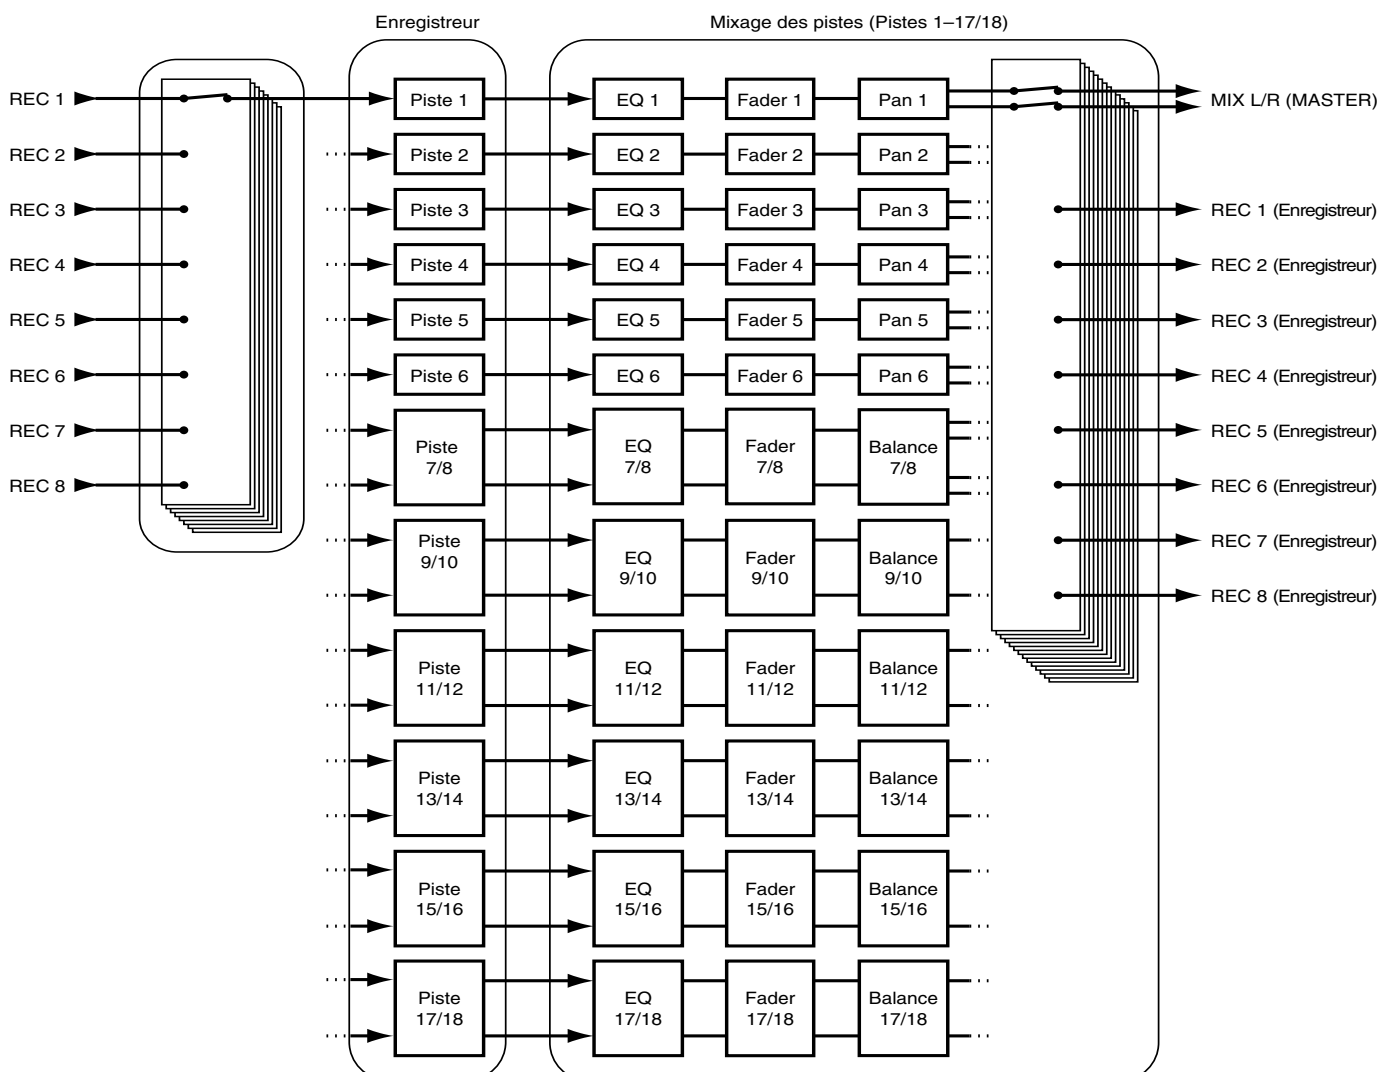 Enregistreur
Mixage des pistes (Pistes 1–17/18)
REC 1
Piste 1
EQ 1
Fader 1
Pan 1
MIX L/R (MASTER)
REC 2
Piste 2
EQ 2
Fader 2
Pan 2
REC 3
Piste 3
EQ 3
Fader 3
Pan 3
REC 1 (Enregistreur)
REC 4
Piste 4
EQ 4
Fader 4
Pan 4
REC 2 (Enregistreur)
REC 5
Piste 5
EQ 5
Fader 5
Pan 5
REC 3 (Enregistreur)
REC 6
Piste 6
EQ 6
Fader 6
Pan 6
REC 4 (Enregistreur)
REC 7
Piste
7/8
EQ
7/8
Fader
7/8
Balance
7/8
REC 5 (Enregistreur)
REC 8
REC 6 (Enregistreur)
Piste
9/10
EQ
9/10
Fader
9/10
Balance
9/10
REC 7 (Enregistreur)
REC 8 (Enregistreur)
Piste
11/12
EQ
11/12
Fader
11/12
Balance
11/12
Piste
13/14
EQ
13/14
Fader
13/14
Balance
13/14
Piste
15/16
EQ
15/16
Fader
15/16
Balance
15/16
Piste
17/18
EQ
17/18
Fader
17/18
Balance
17/18